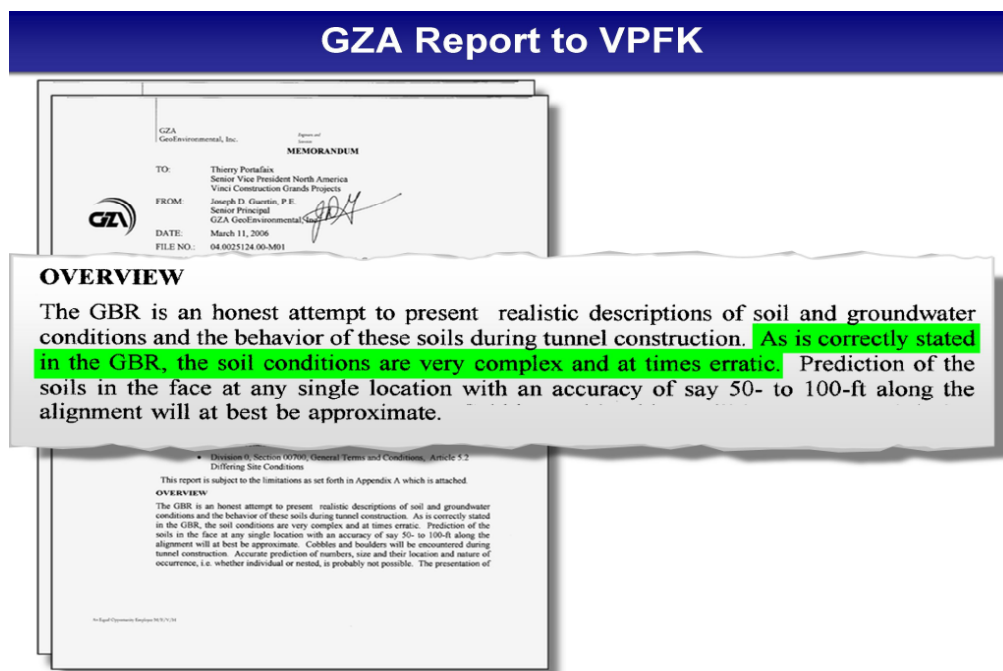 GZA Report to VPFK
GZA
GeoEnvironmental, Inc.
Engineers and
Scientists
MEMORANDUM
TO: Thierry Portafaix
Senior Vice President North America
Vinci Construction Grands Projects
GZA
FROM: Joseph D. Guertin, P.E.
Senior Principal
GZA GeoEnvironmental, Inc.
DATE: March 11, 2006
FILE NO.: 04.0025124.00-M01
OVERVIEW
The GBR is an honest attempt to present realistic descriptions of soil and groundwater
conditions and the behavior of these soils during tunnel construction. As is correctly stated
in the GBR, the soil conditions are very complex and at times erratic. Prediction of the
soils in the face at any single location with an accuracy of say 50- to 100-ft along the
alignment will at best be approximate.
• Division 0, Section 00700, General Terms and Conditions, Article 5.2
Differing Site Conditions
This report is subject to the limitations as set forth in Appendix A which is attached.
OVERVIEW
The GBR is an honest attempt to present realistic descriptions of soil and groundwater
conditions and the behavior of these soils during tunnel construction. As is correctly stated
in the GBR, the soil conditions are very complex and at times erratic. Prediction of the
soils in the face at any single location with an accuracy of say 50- to 100-ft along the
alignment will at best be approximate. Cobbles and boulders will be encountered during
tunnel construction. Accurate prediction of numbers, size and their location and nature of
occurrence, i.e. whether individual or nested, is probably not possible. The presentation of
An Equal Opportunity Employer M/F/V/H